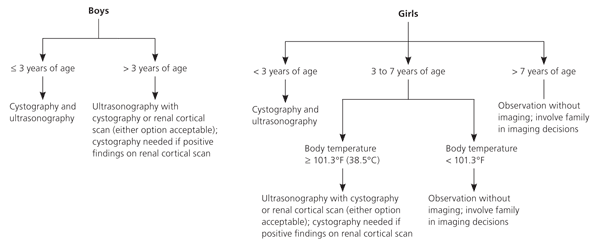 Boys
≤ 3 years of age
> 3 years of age
Cystography and
ultrasonography
Ultrasonography with
cystography or renal cortical
scan (either option acceptable);
cystography needed if positive
findings on renal cortical scan
Girls
< 3 years of age
3 to 7 years of age
> 7 years of age
Cystography and
ultrasonography
Observation without
imaging; involve family
in imaging decisions
Body temperature
≥ 101.3°F (38.5°C)
Body temperature
< 101.3°F
Ultrasonography with cystography
or renal cortical scan (either option
acceptable); cystography needed if
positive findings on renal cortical scan
Observation without
imaging; involve family
in imaging decisions